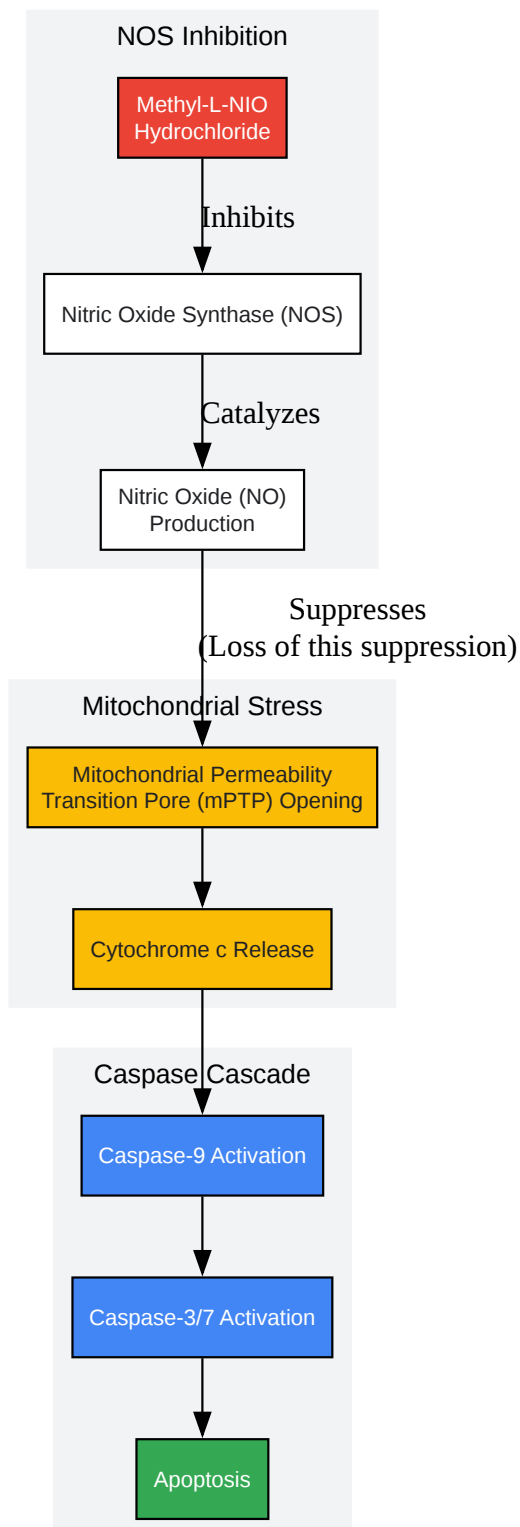 NOS Inhibition
Methyl-L-NIO
Hydrochloride
Inhibits
Nitric Oxide Synthase (NOS)
Catalyzes
Nitric Oxide (NO)
Production
Suppresses
(Loss of this suppression)
Mitochondrial Stress
Mitochondrial Permeability
Transition Pore (mPTP) Opening
Cytochrome c Release
Caspase Cascade
Caspase-9 Activation
Caspase-3/7 Activation
Apoptosis